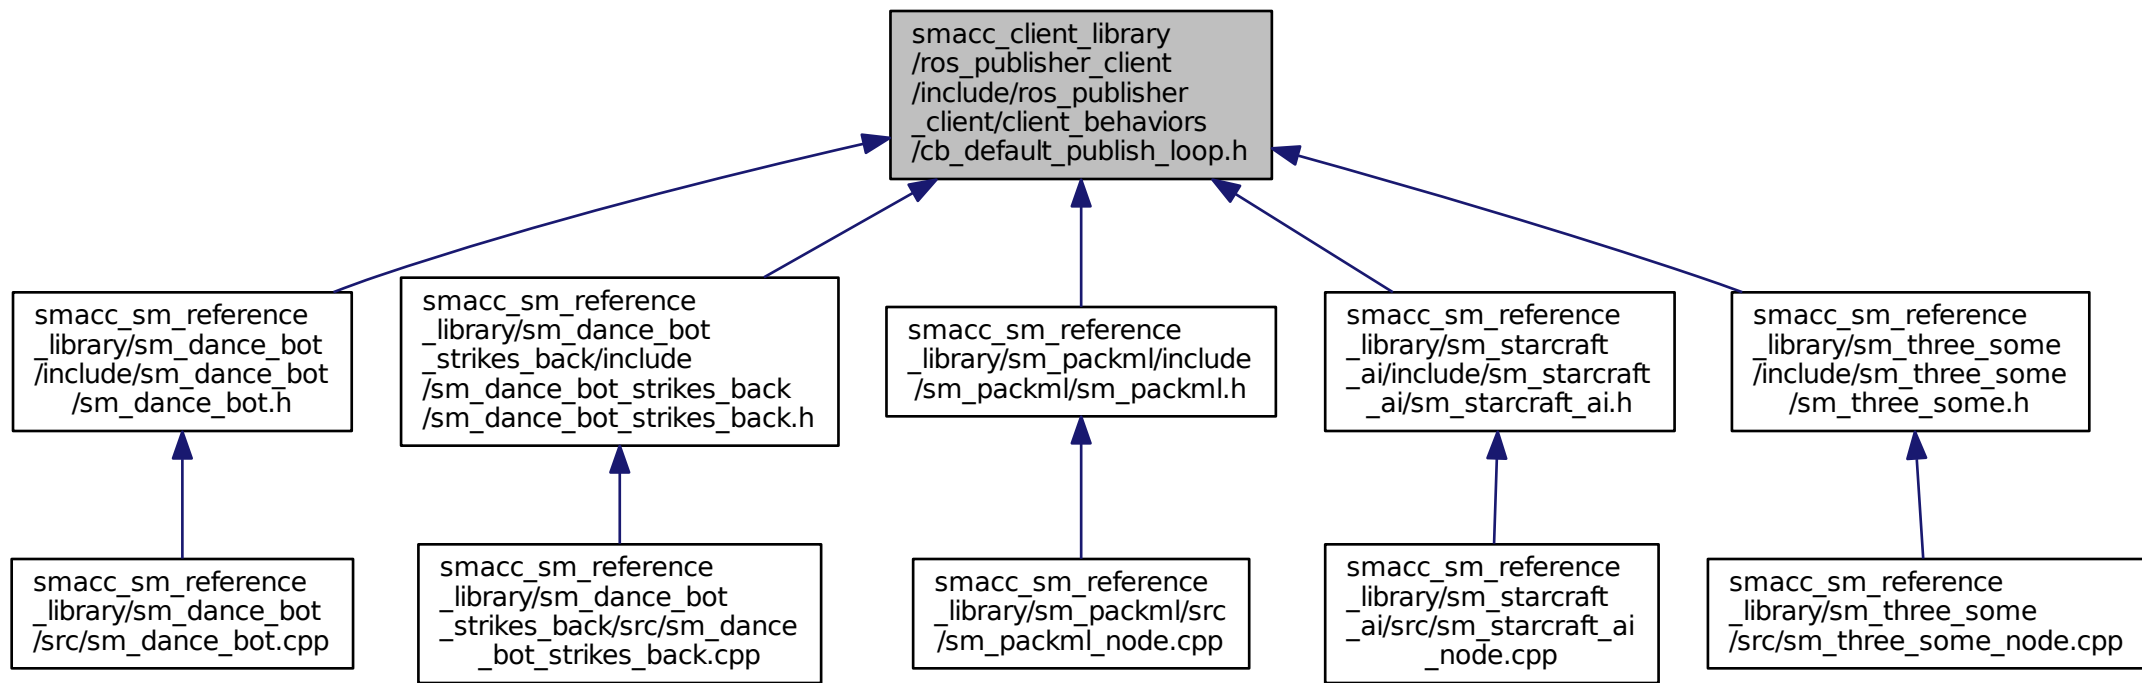 smacc_client_library
/ros_publisher_client
/include/ros_publisher
_client/client_behaviors
/cb_default_publish_loop.h
smacc_sm_reference
_library/sm_dance_bot
/include/sm_dance_bot
/sm_dance_bot.h
smacc_sm_reference
_library/sm_dance_bot
_strikes_back/include
/sm_dance_bot_strikes_back
/sm_dance_bot_strikes_back.h
smacc_sm_reference
_library/sm_packml/include
/sm_packml/sm_packml.h
smacc_sm_reference
_library/sm_starcraft
_ai/include/sm_starcraft
_ai/sm_starcraft_ai.h
smacc_sm_reference
_library/sm_three_some
/include/sm_three_some
/sm_three_some.h
smacc_sm_reference
_library/sm_dance_bot
/src/sm_dance_bot.cpp
smacc_sm_reference
_library/sm_dance_bot
_strikes_back/src/sm_dance
_bot_strikes_back.cpp
smacc_sm_reference
_library/sm_packml/src
/sm_packml_node.cpp
smacc_sm_reference
_library/sm_starcraft
_ai/src/sm_starcraft_ai
_node.cpp
smacc_sm_reference
_library/sm_three_some
/src/sm_three_some_node.cpp